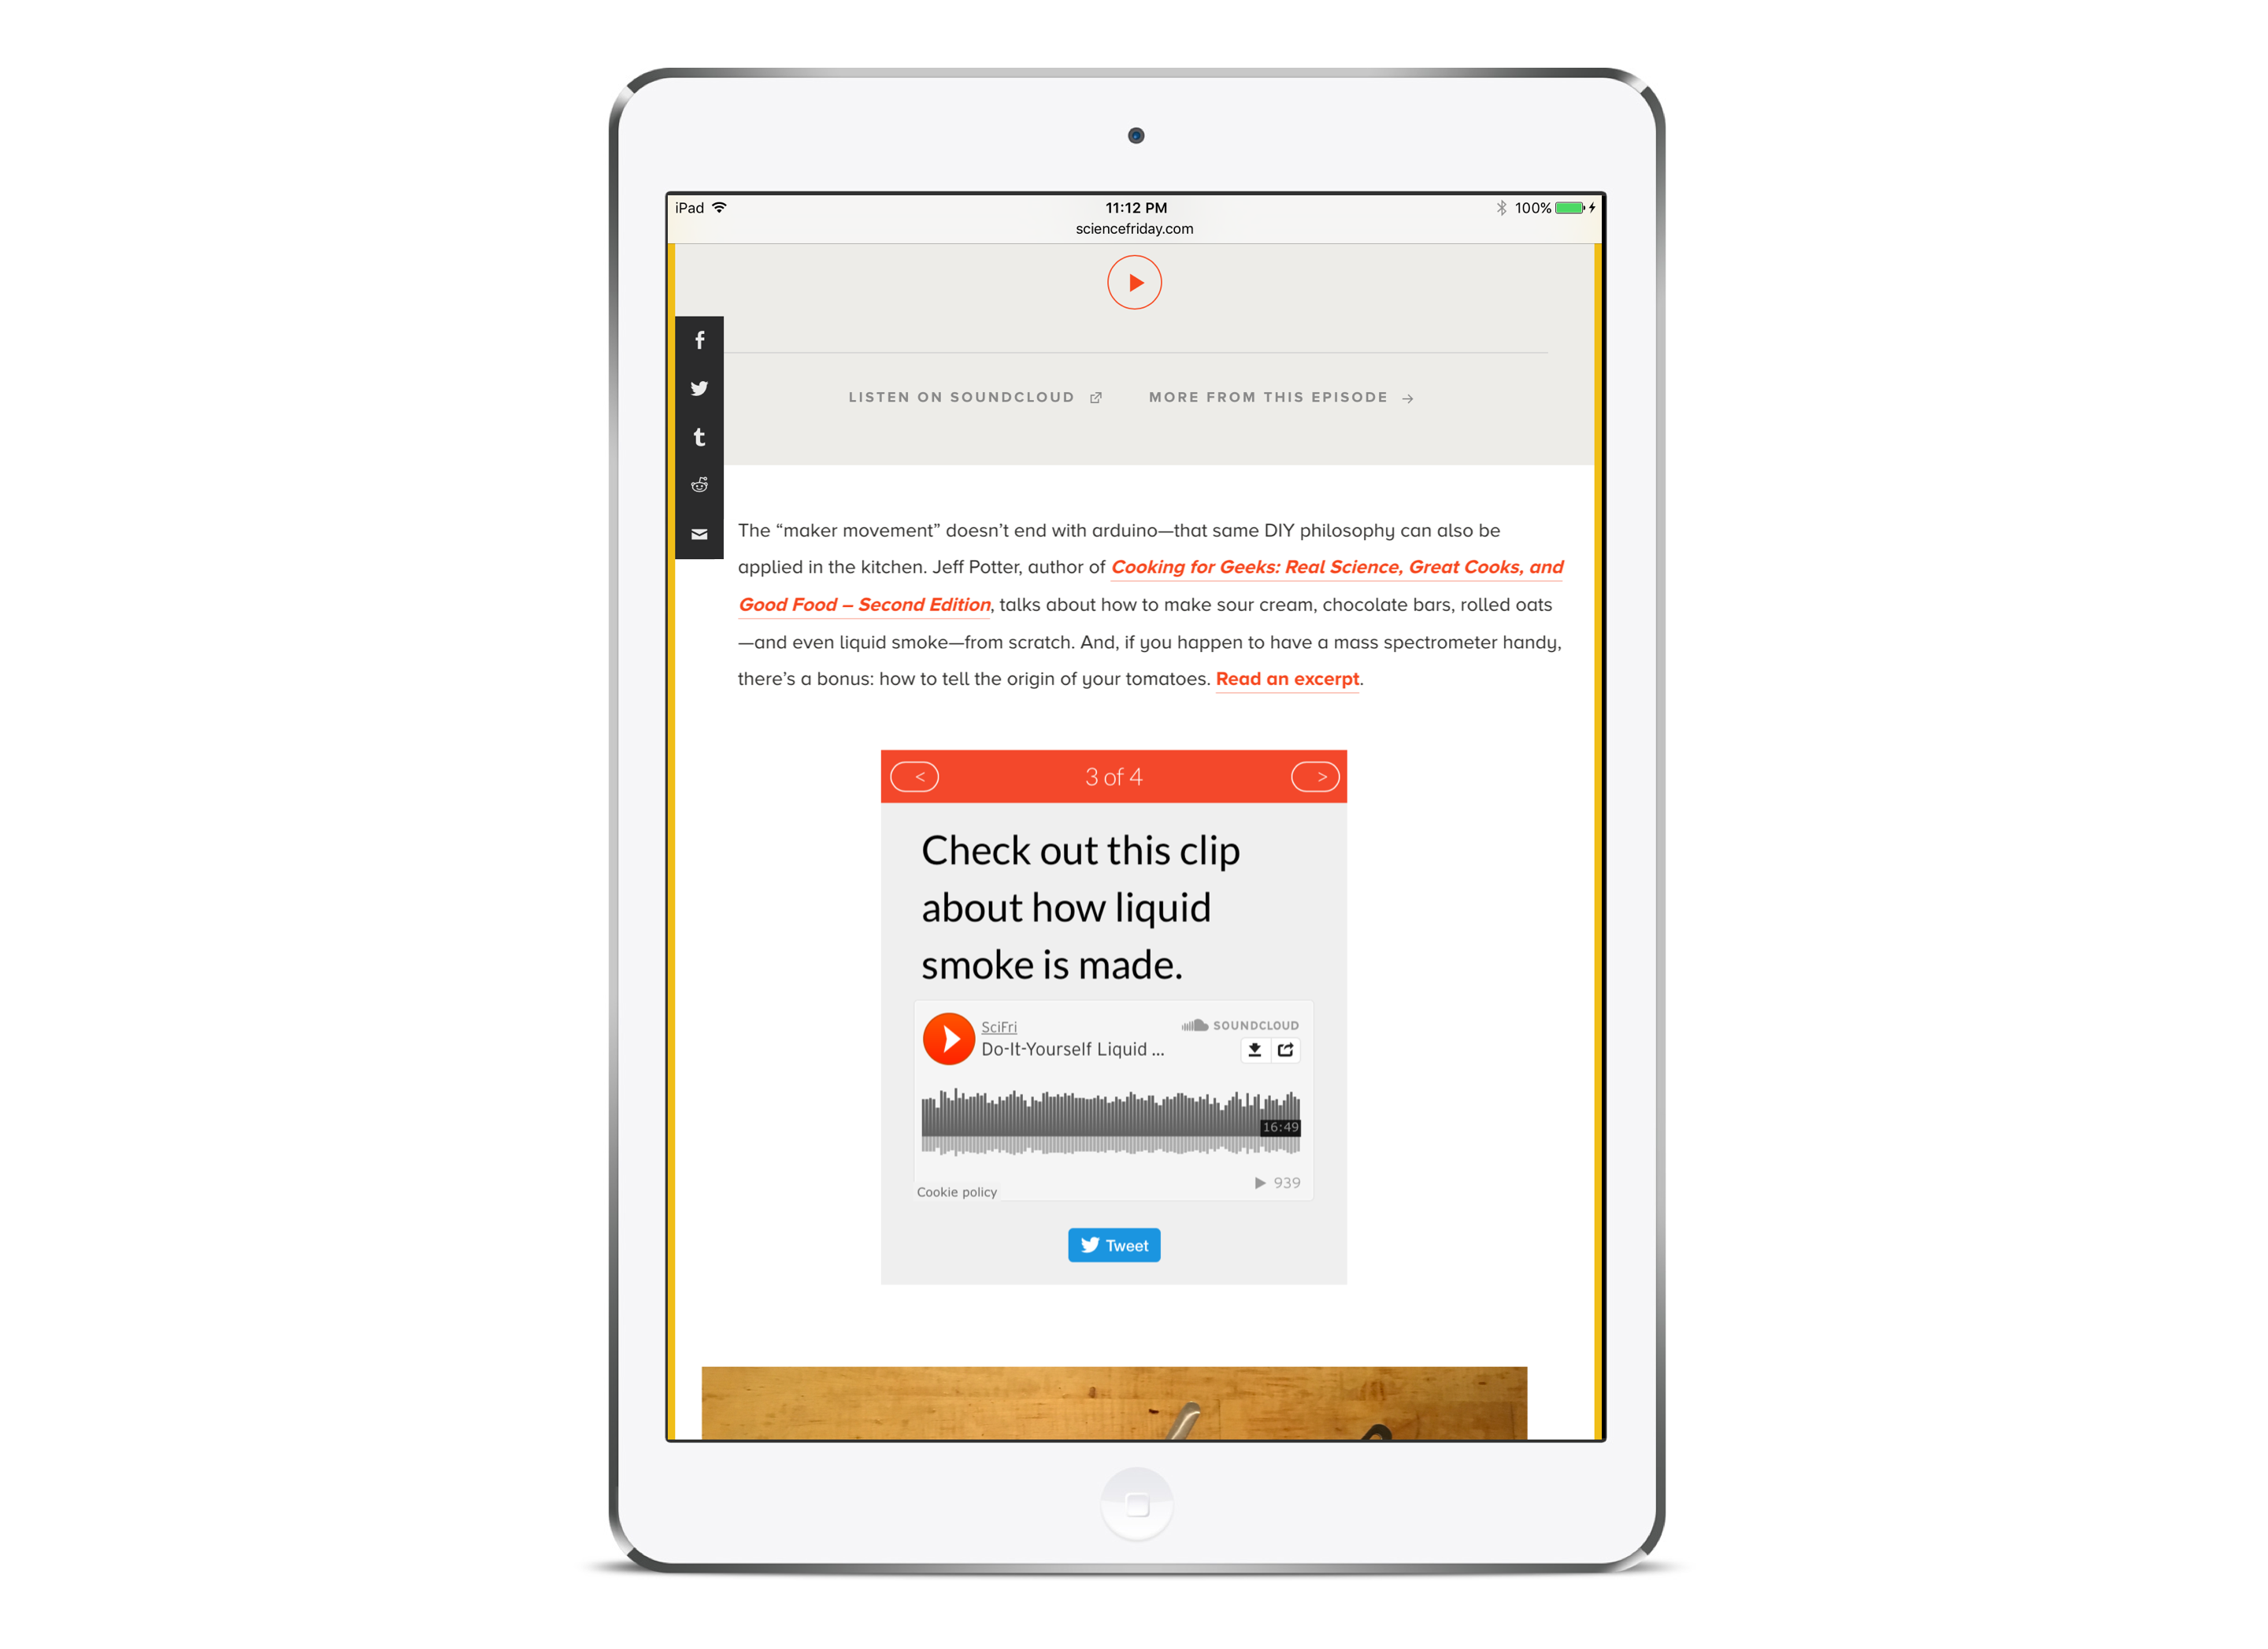 iPad 11:12 PM 100%
sciencefriday.com
LISTEN ON SOUNDCLOUD MORE FROM THIS EPISODE →
The “maker movement” doesn’t end with arduino—that same DIY philosophy can also be
applied in the kitchen. Jeff Potter, author of Cooking for Geeks: Real Science, Great Cooks, and
Good Food – Second Edition, talks about how to make sour cream, chocolate bars, rolled oats
—and even liquid smoke—from scratch. And, if you happen to have a mass spectrometer handy,
there’s a bonus: how to tell the origin of your tomatoes. Read an excerpt.
< 3 of 4 >
Check out this clip
about how liquid
smoke is made.
SciFri SOUNDCLOUD
Do-It-Yourself Liquid ...
16:49
939
Cookie policy
Tweet